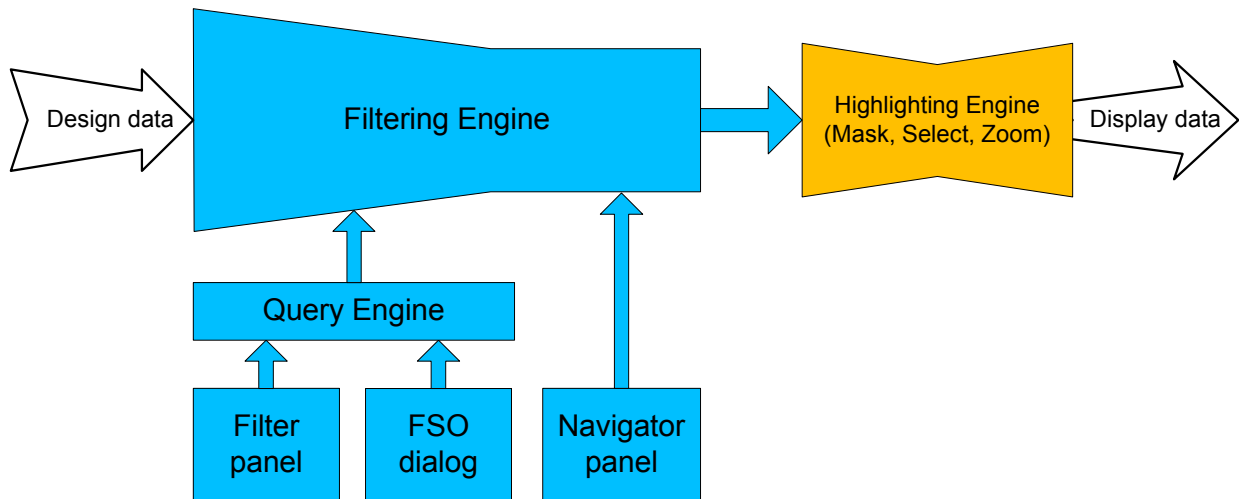 Design data
Filtering Engine
Highlighting Engine
(Mask, Select, Zoom)
Display data
Query Engine
Filter
panel
FSO
dialog
Navigator
panel